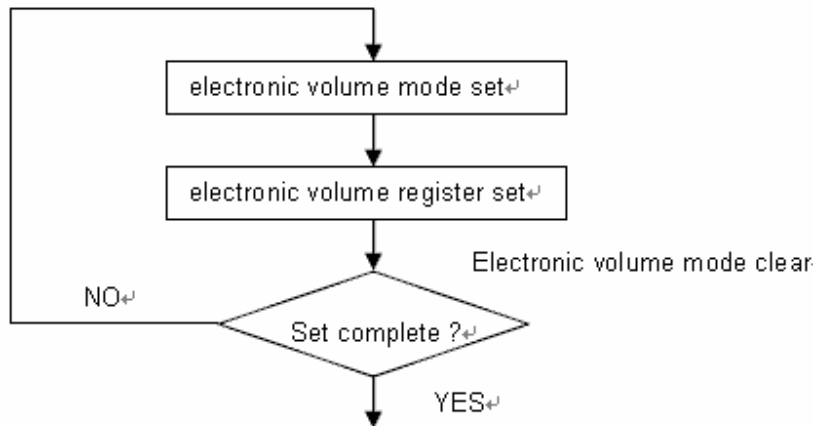 electronic volume mode set↵
electronic volume register set↵
Electronic volume mode clear
NO↵
Set complete ?↵
YES↵